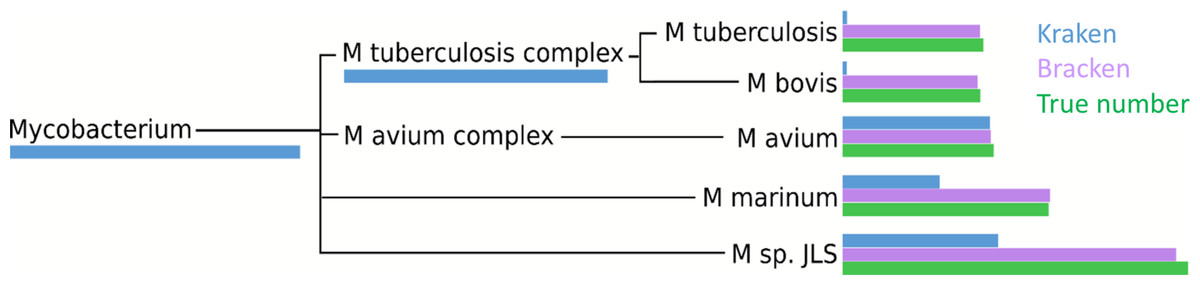 M tuberculosis
Kraken
M tuberculosis complex
Bracken
M bovis
True number
Mycobacterium
M avium complex
M avium
M marinum
M sp. JLS